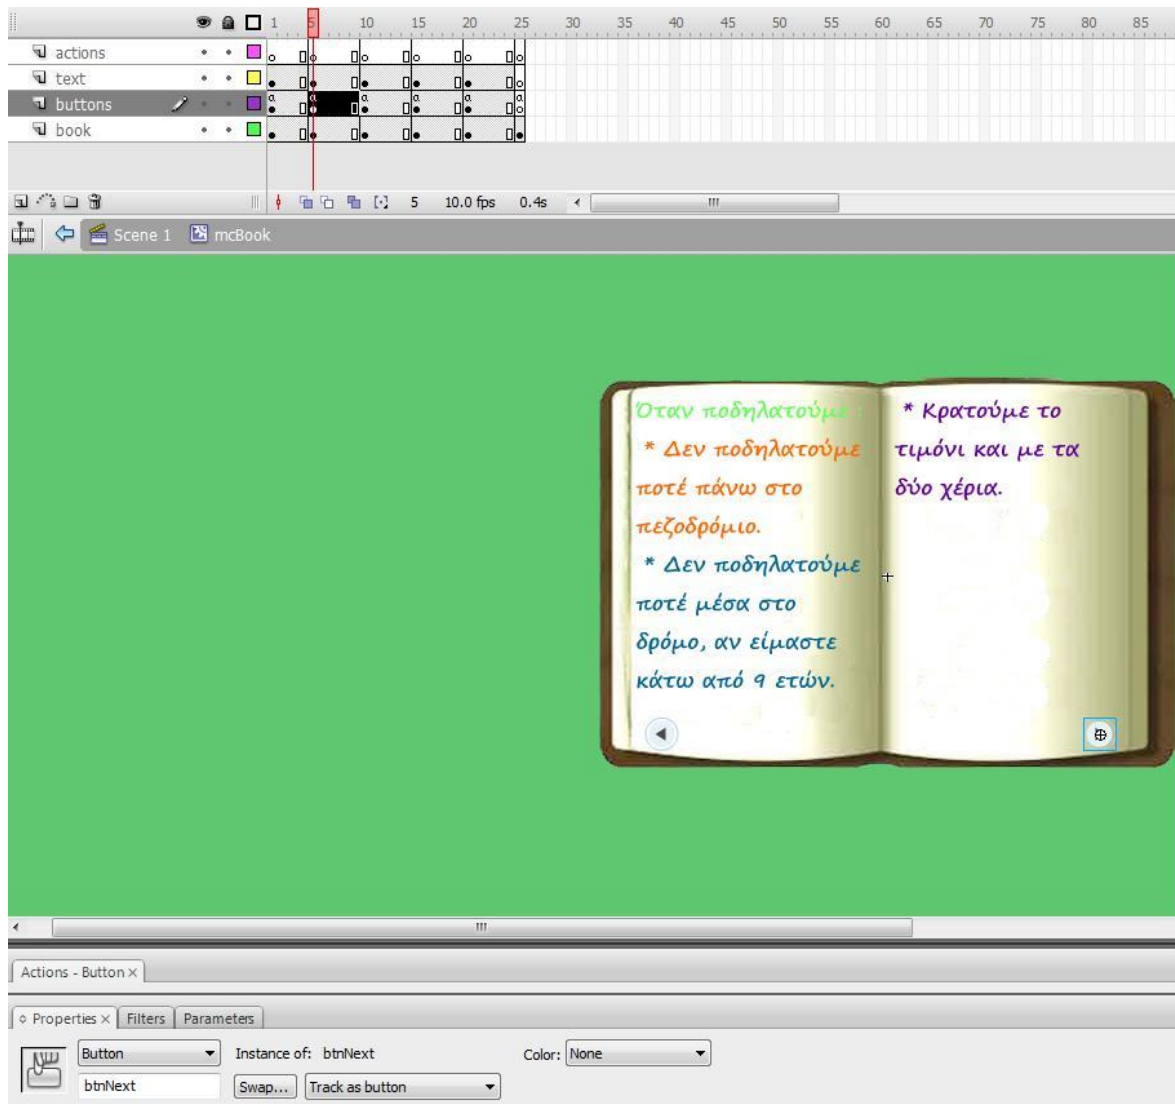 1 5 10 15 20 25 30 35 40 45 50 55 60 65 70 75 80 85
actions
text
buttons
book
5 10.0 fps 0.4s
Scene 1 mcBook
Όταν ποδηλατούμε :
* Δεν ποδηλατούμε
ποτέ πάνω στο
πεζοδρόμιο.
* Δεν ποδηλατούμε
ποτέ μέσα στο
δρόμο, αν είμαστε
κάτω από 9 ετών.
* Κρατούμε το
τιμόνι και με τα
δύο χέρια.
Actions - Button
Properties Filters Parameters
Button Instance of: btnNext Color: None
btnNext Swap... Track as button